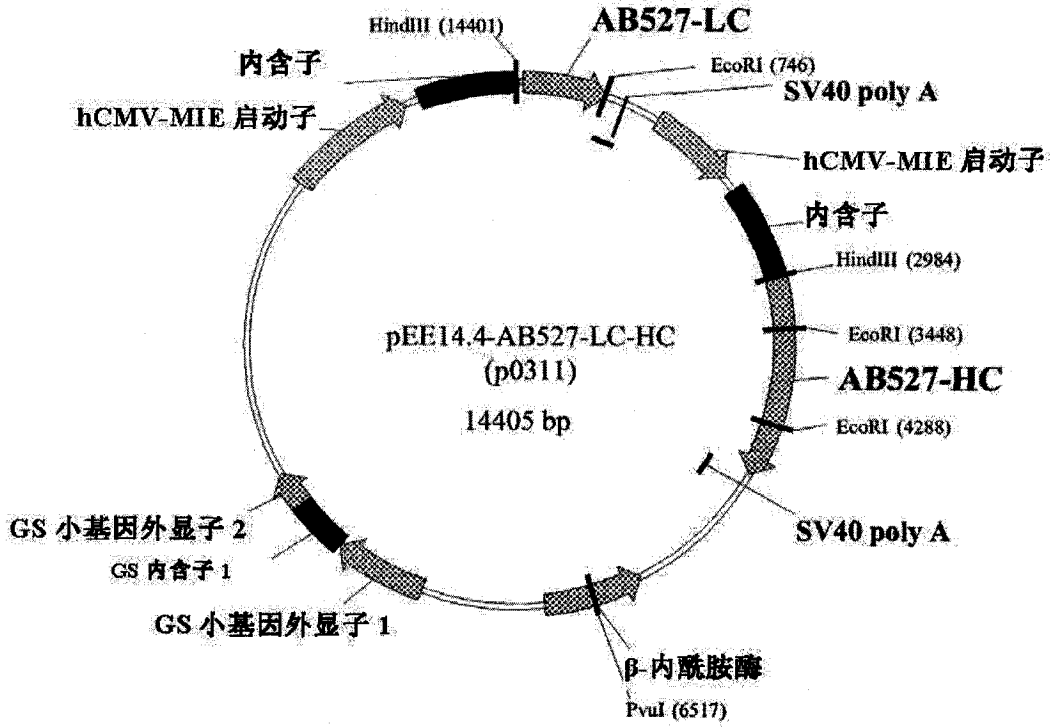 HindIII (14401)
AB527-LC
内含子
EcoRI (746)
SV40 poly A
hCMV-MIE 启动子
hCMV-MIE 启动子
内含子
HindIII (2984)
pEE14.4-AB527-LC-HC
(p0311)
14405 bp
EcoRI (3448)
AB527-HC
EcoRI (4288)
SV40 poly A
GS 小基因外显子 2
GS 内含子 1
GS 小基因外显子 1
β-内酰胺酶
PvuI (6517)